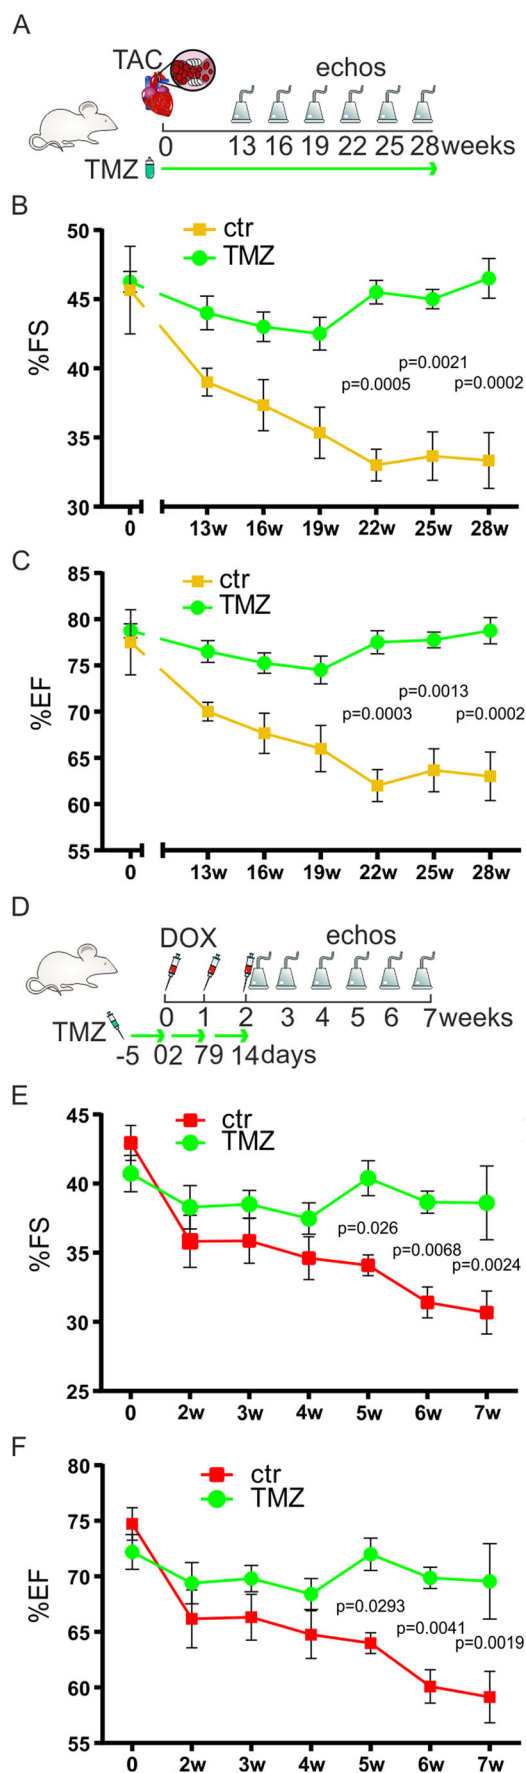 A
TAC
echos
0 13 16 19 22 25 28 weeks
TMZ
B
ctr
TMZ
%FS
50
45
40
35
30
p=0.0005
p=0.0021
p=0.0002
0 13w 16w 19w 22w 25w 28w
C
ctr
TMZ
%EF
85
80
75
70
65
60
55
p=0.0003
p=0.0013
p=0.0002
0 13w 16w 19w 22w 25w 28w
D
DOX
echos
0 1 2 3 4 5 6 7 weeks
TMZ
-5 02 79 14 days
E
ctr
TMZ
%FS
45
40
35
30
25
p=0.026
p=0.0068
p=0.0024
0 2w 3w 4w 5w 6w 7w
F
ctr
TMZ
%EF
80
75
70
65
60
55
p=0.0293
p=0.0041
p=0.0019
0 2w 3w 4w 5w 6w 7w